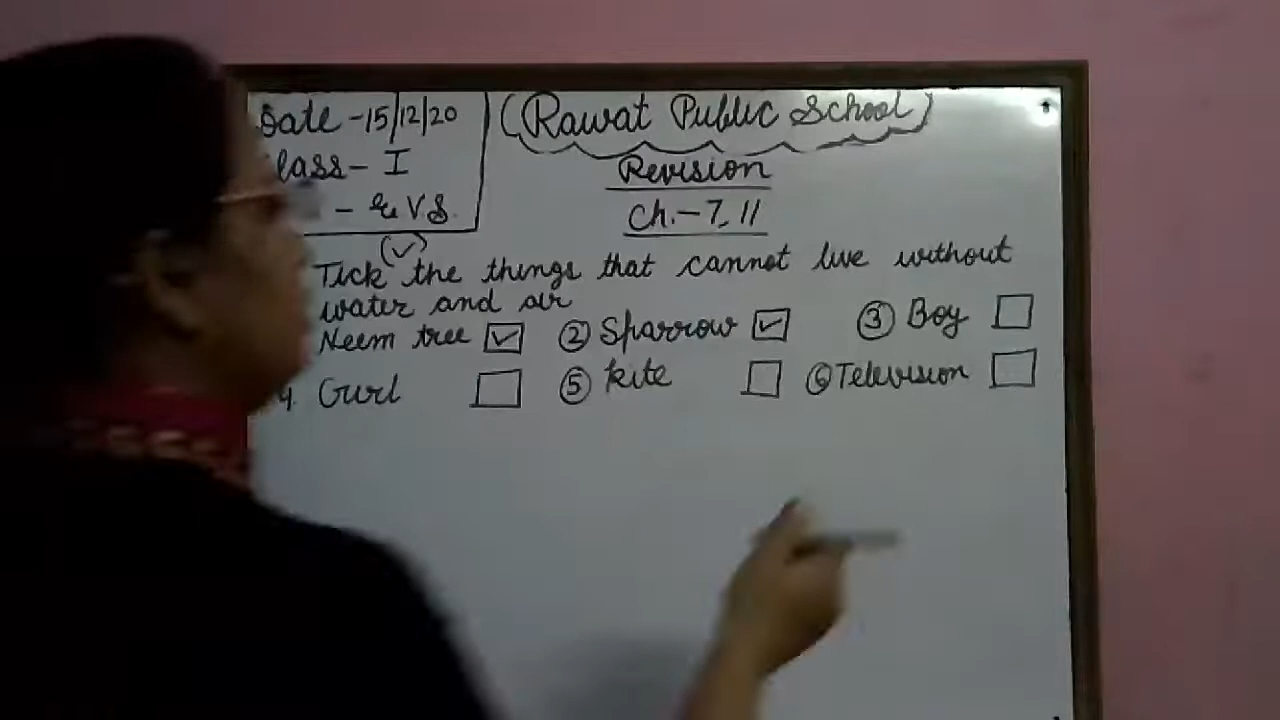 Date -15/12/20
(Rawat Public School)
Class- I
Revision
- EVS.
Ch.-7, 11
(✓)
Tick the things that cannot live without
water and air
Neem tree ☑ ② Sparrow ☑ ③ Boy ☐
4. Girl ☐ ⑤ kite ☐ ⑥ Television ☐